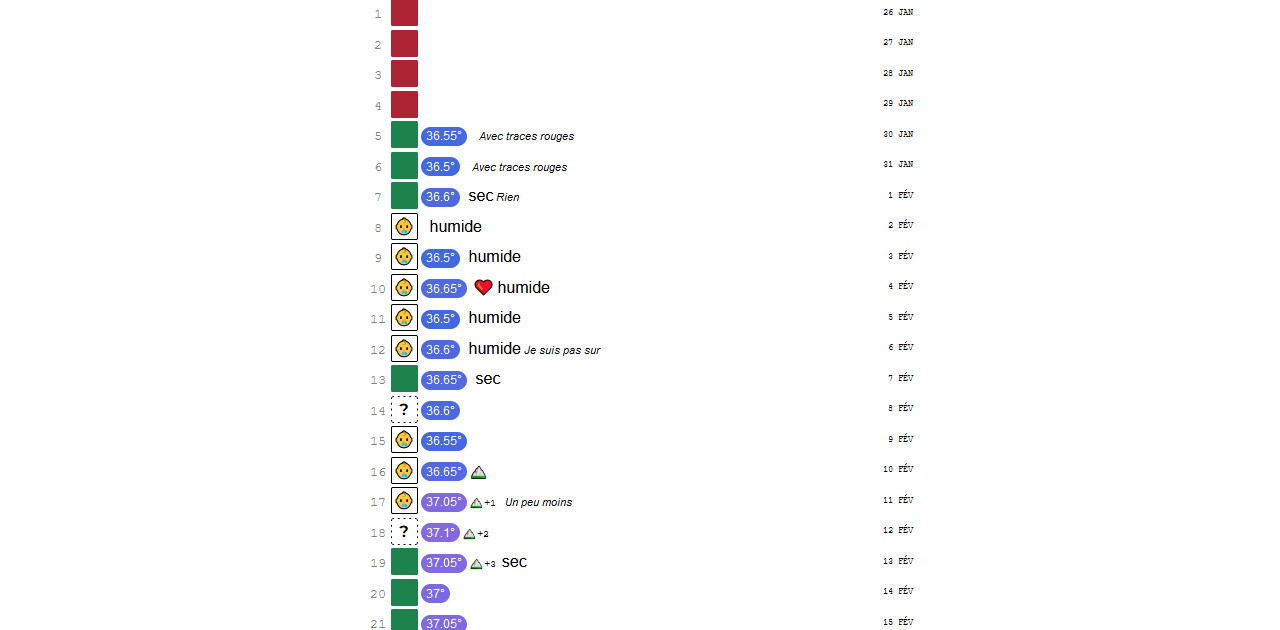 1 26 JAN
2 27 JAN
3 28 JAN
4 29 JAN
5 36.55° Avec traces rouges 30 JAN
6 36.5° Avec traces rouges 31 JAN
7 36.6° sec Rien 1 FÉV
8 humide 2 FÉV
9 36.5° humide 3 FÉV
10 36.65° humide 4 FÉV
11 36.5° humide 5 FÉV
12 36.6° humide Je suis pas sur 6 FÉV
13 36.65° sec 7 FÉV
14 ? 36.6° 8 FÉV
15 36.55° 9 FÉV
16 36.65° 10 FÉV
17 37.05° +1 Un peu moins 11 FÉV
18 ? 37.1° +2 12 FÉV
19 37.05° +3 sec 13 FÉV
20 37° 14 FÉV
21 37.05° 15 FÉV